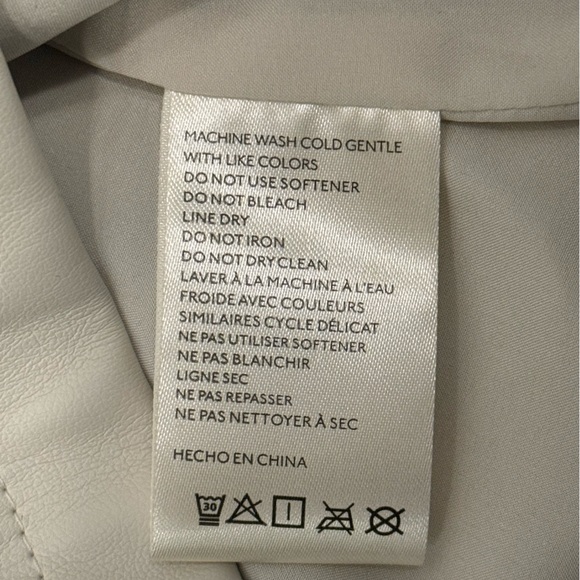 MACHINE WASH COLD GENTLE
WITH LIKE COLORS
DO NOT USE SOFTENER
DO NOT BLEACH
LINE DRY
DO NOT IRON
DO NOT DRY CLEAN
LAVER À LA MACHINE À L'EAU
FROIDE AVEC COULEURS
SIMILAIRES CYCLE DÉLICAT
NE PAS UTILISER SOFTENER
NE PAS BLANCHIR
LIGNE SEC
NE PAS REPASSER
NE PAS NETTOYER À SEC
HECHO EN CHINA
30